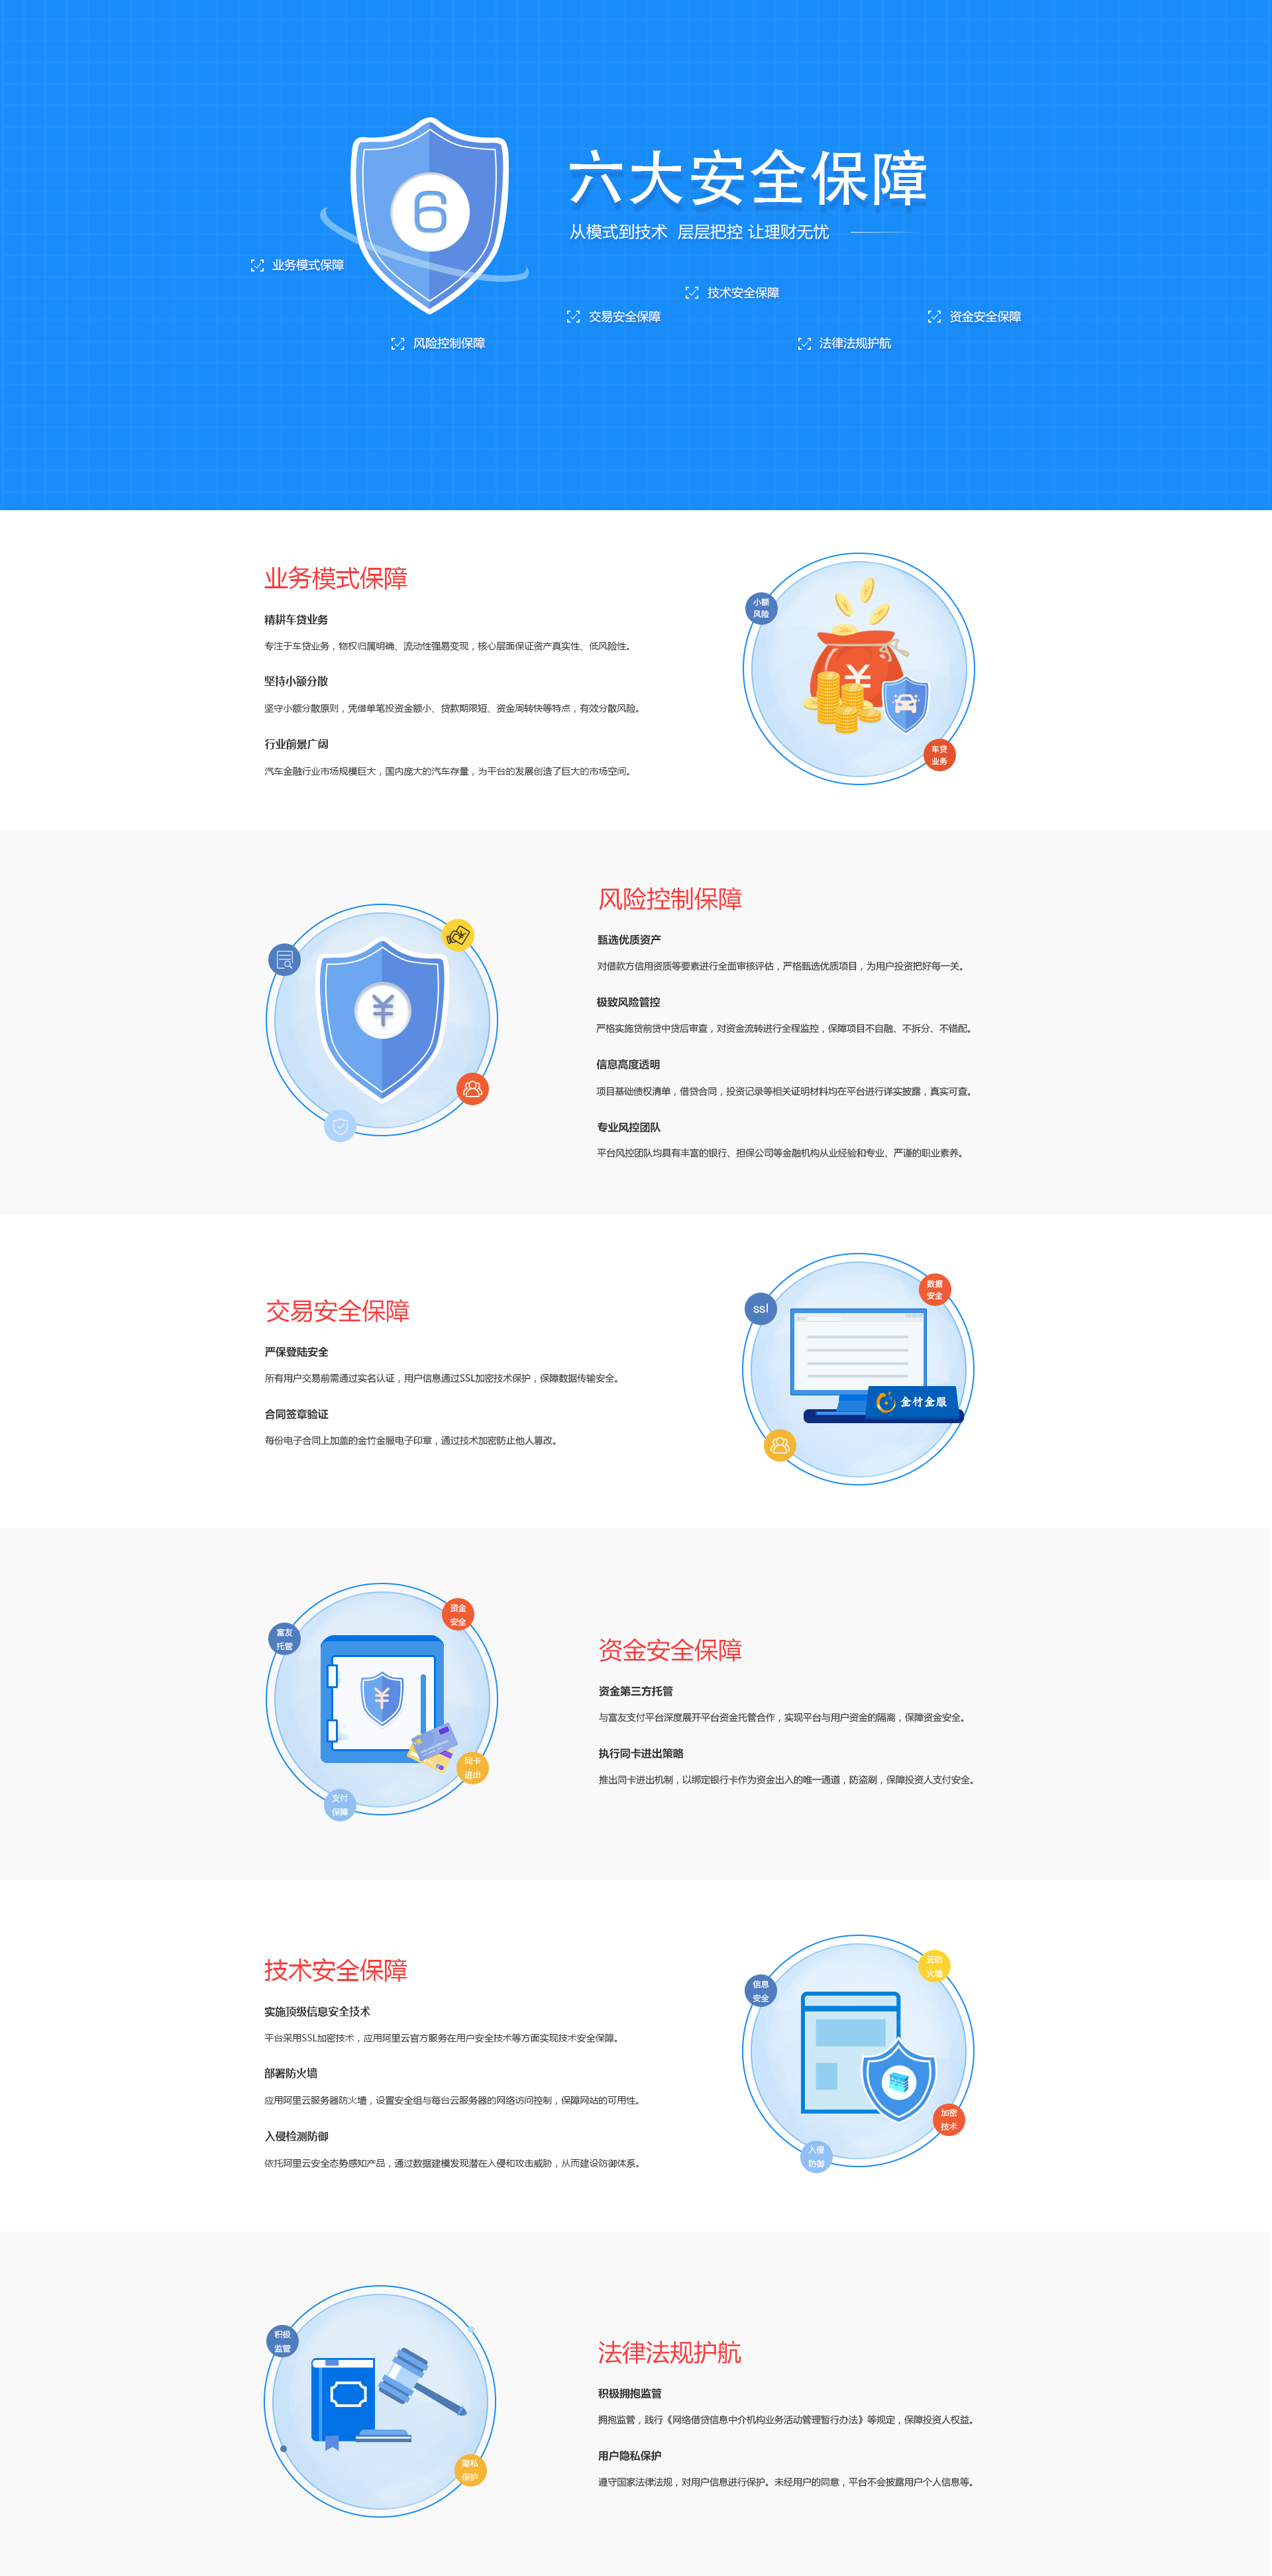 6
六大安全保障
从模式到技术 层层把控 让理财无忧
业务模式保障
技术安全保障
交易安全保障
资金安全保障
风险控制保障
法律法规护航
业务模式保障
精耕车贷业务
专注于车贷业务，物权归属明确、流动性强易变现，核心层面保证资产真实性、低风险性。
坚持小额分散
坚守小额分散原则，凭借单笔投资金额小、贷款期限短、资金周转快等特点，有效分散风险。
行业前景广阔
汽车金融行业市场规模巨大，国内庞大的汽车存量，为平台的发展创造了巨大的市场空间。
小额
风险
¥
车贷
业务
¥
风险控制保障
甄选优质资产
对借款方信用资质等要素进行全面审核评估，严格甄选优质项目，为用户投资把好每一关。
极致风险管控
严格实施贷前贷中贷后审查，对资金流转进行全程监控，保障项目不自融、不拆分、不错配。
信息高度透明
项目基础债权清单，借贷合同，投资记录等相关证明材料均在平台进行详实披露，真实可查。
专业风控团队
平台风控团队均具有丰富的银行、担保公司等金融机构从业经验和专业、严谨的职业素养。
交易安全保障
严保登陆安全
所有用户交易前需通过实名认证，用户信息通过SSL加密技术保护，保障数据传输安全。
合同签章验证
每份电子合同上加盖的金竹金服电子印章，通过技术加密防止他人篡改。
数据
安全
ssl
金竹金服
资金
安全
富友
托管
¥
同卡
进出
支付
保障
资金安全保障
资金第三方托管
与富友支付平台深度展开平台资金托管合作，实现平台与用户资金的隔离，保障资金安全。
执行同卡进出策略
推出同卡进出机制，以绑定银行卡作为资金出入的唯一通道，防盗刷，保障投资人支付安全。
技术安全保障
实施顶级信息安全技术
平台采用SSL加密技术，应用阿里云官方服务在用户安全技术等方面实现技术安全保障。
部署防火墙
应用阿里云服务器防火墙，设置安全组与每台云服务器的网络访问控制，保障网站的可用性。
入侵检测防御
依托阿里云安全态势感知产品，通过数据建模发现潜在入侵和攻击威胁，从而建设防御体系。
云防
火墙
信息
安全
加密
技术
入侵
防御
积极
监管
隐私
保护
法律法规护航
积极拥抱监管
拥抱监管，践行《网络借贷信息中介机构业务活动管理暂行办法》等规定，保障投资人权益。
用户隐私保护
遵守国家法律法规，对用户信息进行保护。未经用户的同意，平台不会披露用户个人信息等。